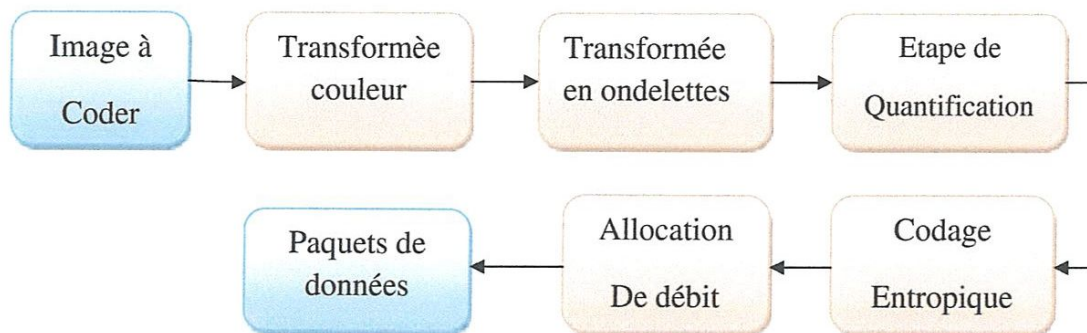 Image à
Coder
Transformèe
couleur
Transformée
en ondelettes
Etape de
Quantification
Paquets de
données
Allocation
De débit
Codage
Entropique